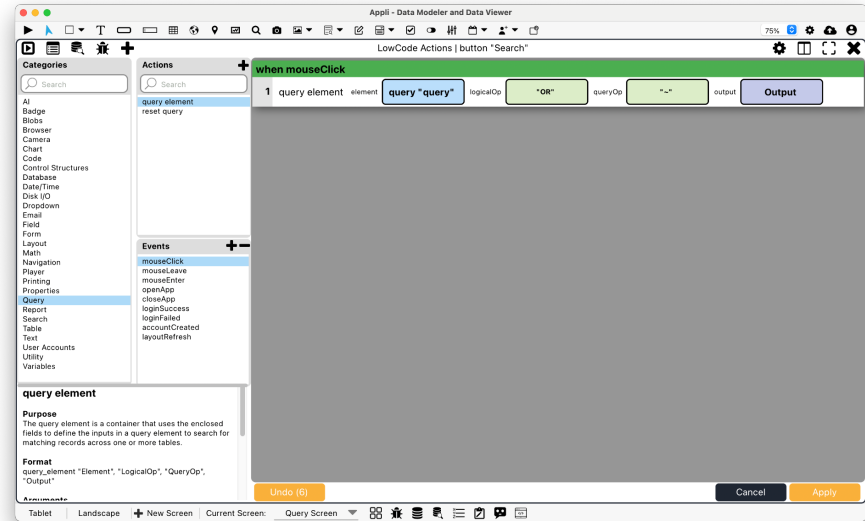 Appli - Data Modeler and Data Viewer
T
75%
LowCode Actions | button "Search"
Categories
Search
AI
Badge
Blobs
Browser
Camera
Chart
Code
Control Structures
Database
Date/Time
Disk I/O
Dropdown
Email
Field
Form
Layout
Math
Navigation
Player
Printing
Properties
Query
Report
Search
Table
Text
User Accounts
Utility
Variables
Actions
Search
query element
reset query
Events
mouseClick
mouseLeave
mouseEnter
openApp
closeApp
loginSuccess
loginFailed
accountCreated
layoutRefresh
when mouseClick
1 query element element query "query" logicalOp "OR" queryOp "~" output Output
query element
Purpose
The query element is a container that uses the enclosed
fields to define the inputs in a query element to search for
matching records across one or more tables.
Format
query_element "Element", "LogicalOp", "QueryOp",
"Output"
Arguments
Undo (6)
Cancel
Apply
Tablet
Landscape
New Screen
Current Screen:
Query Screen